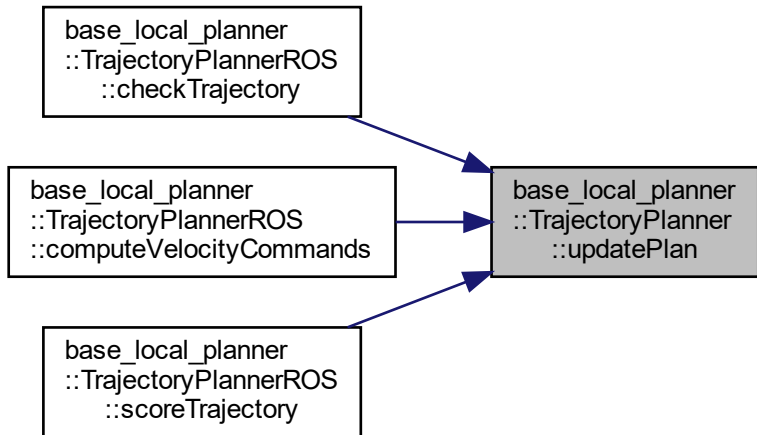 base_local_planner
::TrajectoryPlannerROS
::checkTrajectory
base_local_planner
::TrajectoryPlannerROS
::computeVelocityCommands
base_local_planner
::TrajectoryPlannerROS
::scoreTrajectory
base_local_planner
::TrajectoryPlanner
::updatePlan